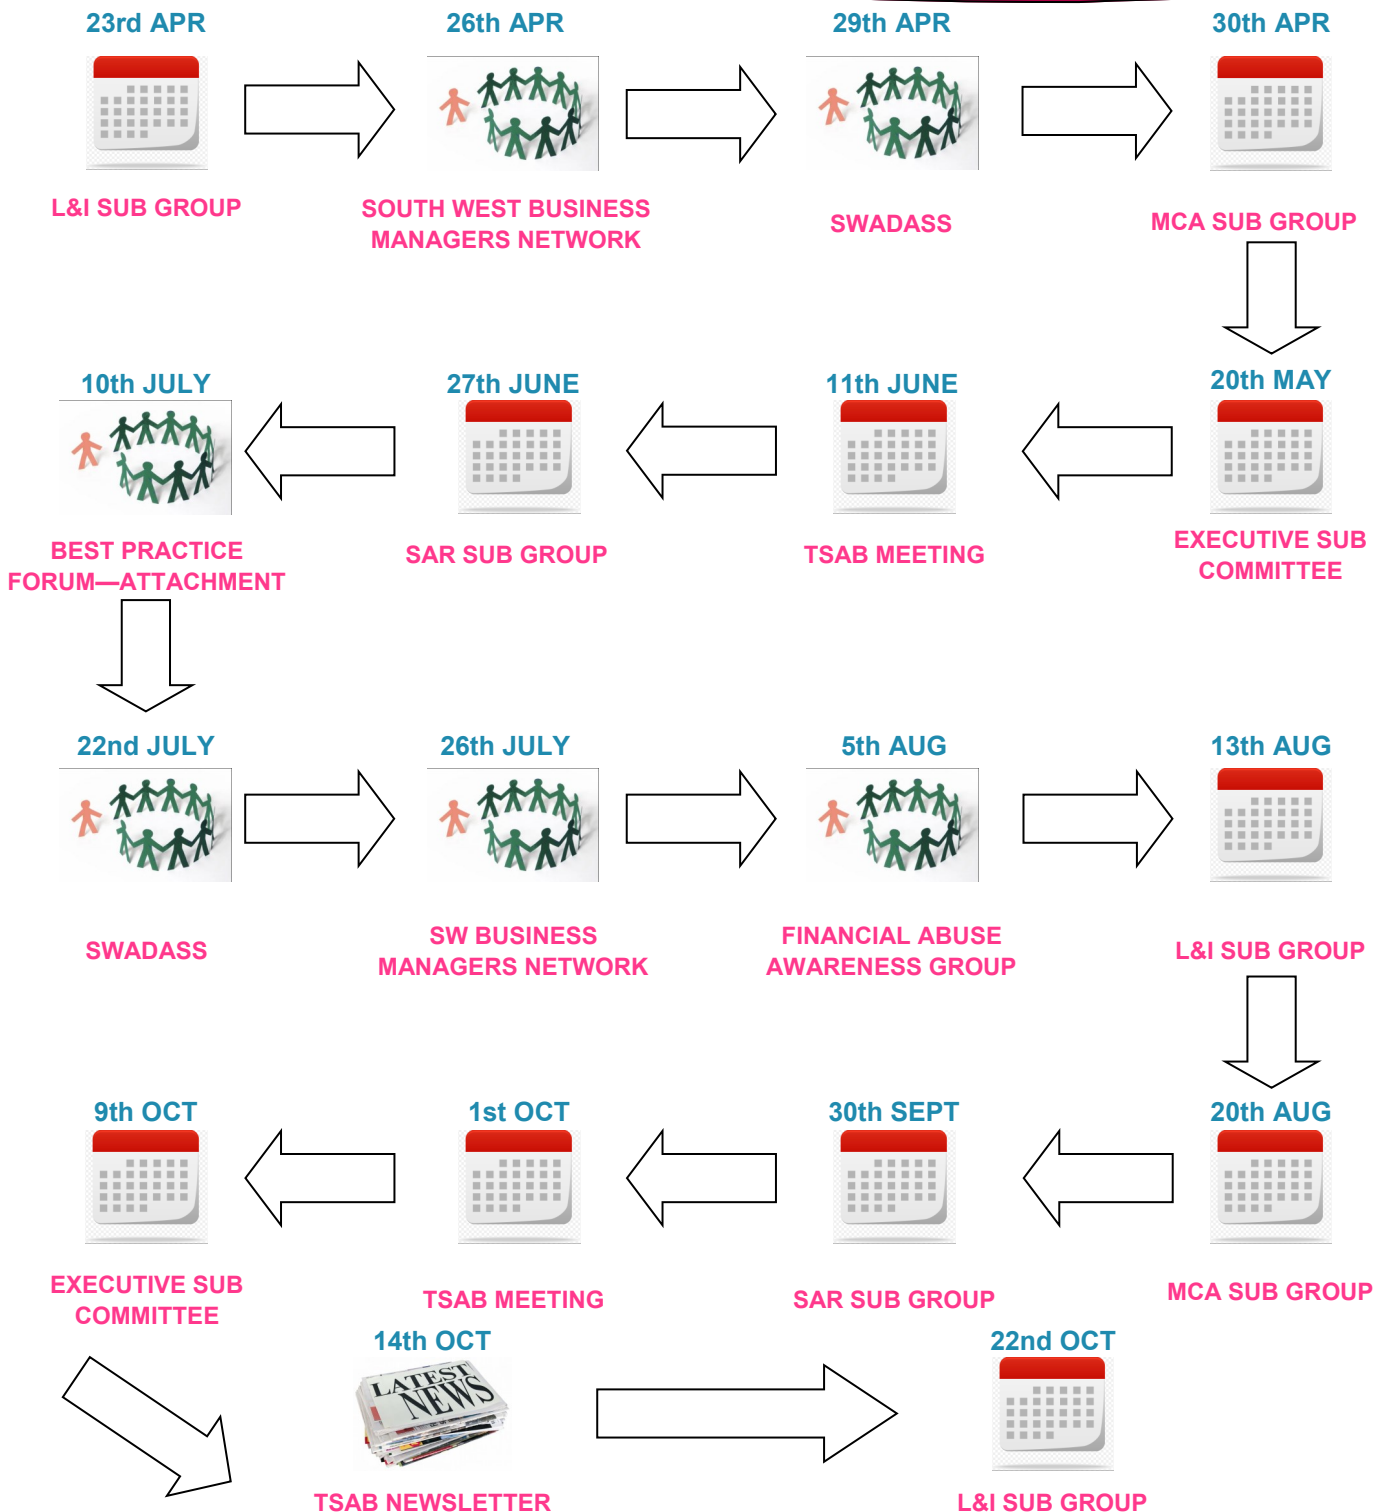 23rd APR
26th APR
29th APR
30th APR
L&I SUB GROUP
SOUTH WEST BUSINESS
MANAGERS NETWORK
SWADASS
MCA SUB GROUP
10th JULY
27th JUNE
11th JUNE
20th MAY
BEST PRACTICE
FORUM—ATTACHMENT
SAR SUB GROUP
TSAB MEETING
EXECUTIVE SUB
COMMITTEE
22nd JULY
26th JULY
5th AUG
13th AUG
SWADASS
SW BUSINESS
MANAGERS NETWORK
FINANCIAL ABUSE
AWARENESS GROUP
L&I SUB GROUP
9th OCT
1st OCT
30th SEPT
20th AUG
EXECUTIVE SUB
COMMITTEE
TSAB MEETING
SAR SUB GROUP
MCA SUB GROUP
14th OCT
22nd OCT
LATEST
NEWS
TSAB NEWSLETTER
L&I SUB GROUP